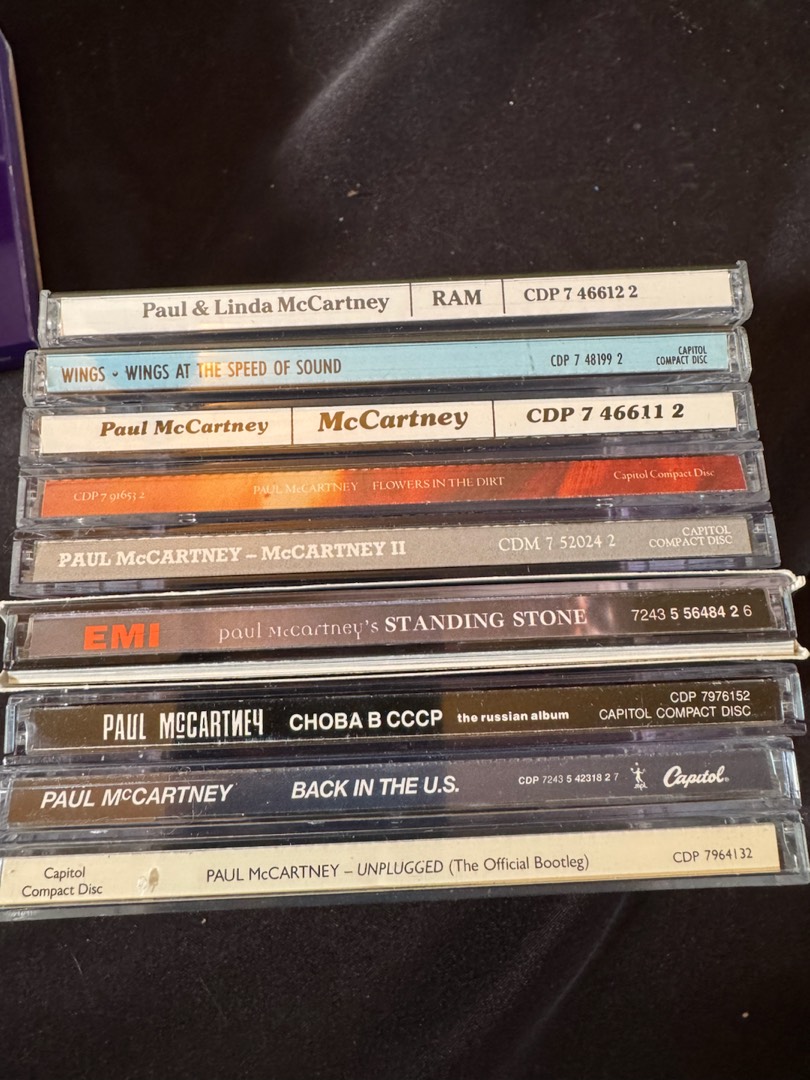 Paul & Linda McCartney RAM CDP 7 46612 2
WINGS - WINGS AT THE SPEED OF SOUND CDP 7 48199 2 CAPITOL
COMPACT DISC
Paul McCartney McCartney CDP 7 46611 2
CDP 7 91653 2 PAUL McCARTNEY FLOWERS IN THE DIRT Capitol Compact Disc
PAUL McCARTNEY – McCARTNEY II CDM 7 52024 2 CAPITOL
COMPACT DISC
EMI paul McCartney's STANDING STONE 7243 5 56484 2 6
PAUL McCARTNEY CHOBA B CCCP the russian album CDP 7976152
CAPITOL COMPACT DISC
PAUL McCARTNEY BACK IN THE U.S. CDP 7243 5 42318 2 7 mpl Capitol®
Capitol
Compact Disc PAUL McCARTNEY – UNPLUGGED (The Official Bootleg) CDP 7964132